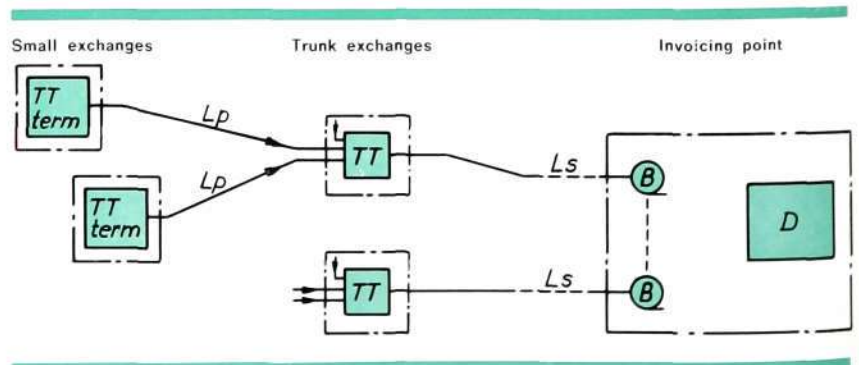 Small exchanges
Trunk exchanges
Invoicing point
TT
term
Lp
TT
Ls
B
Lp
TT
term
D
TT
Ls
B